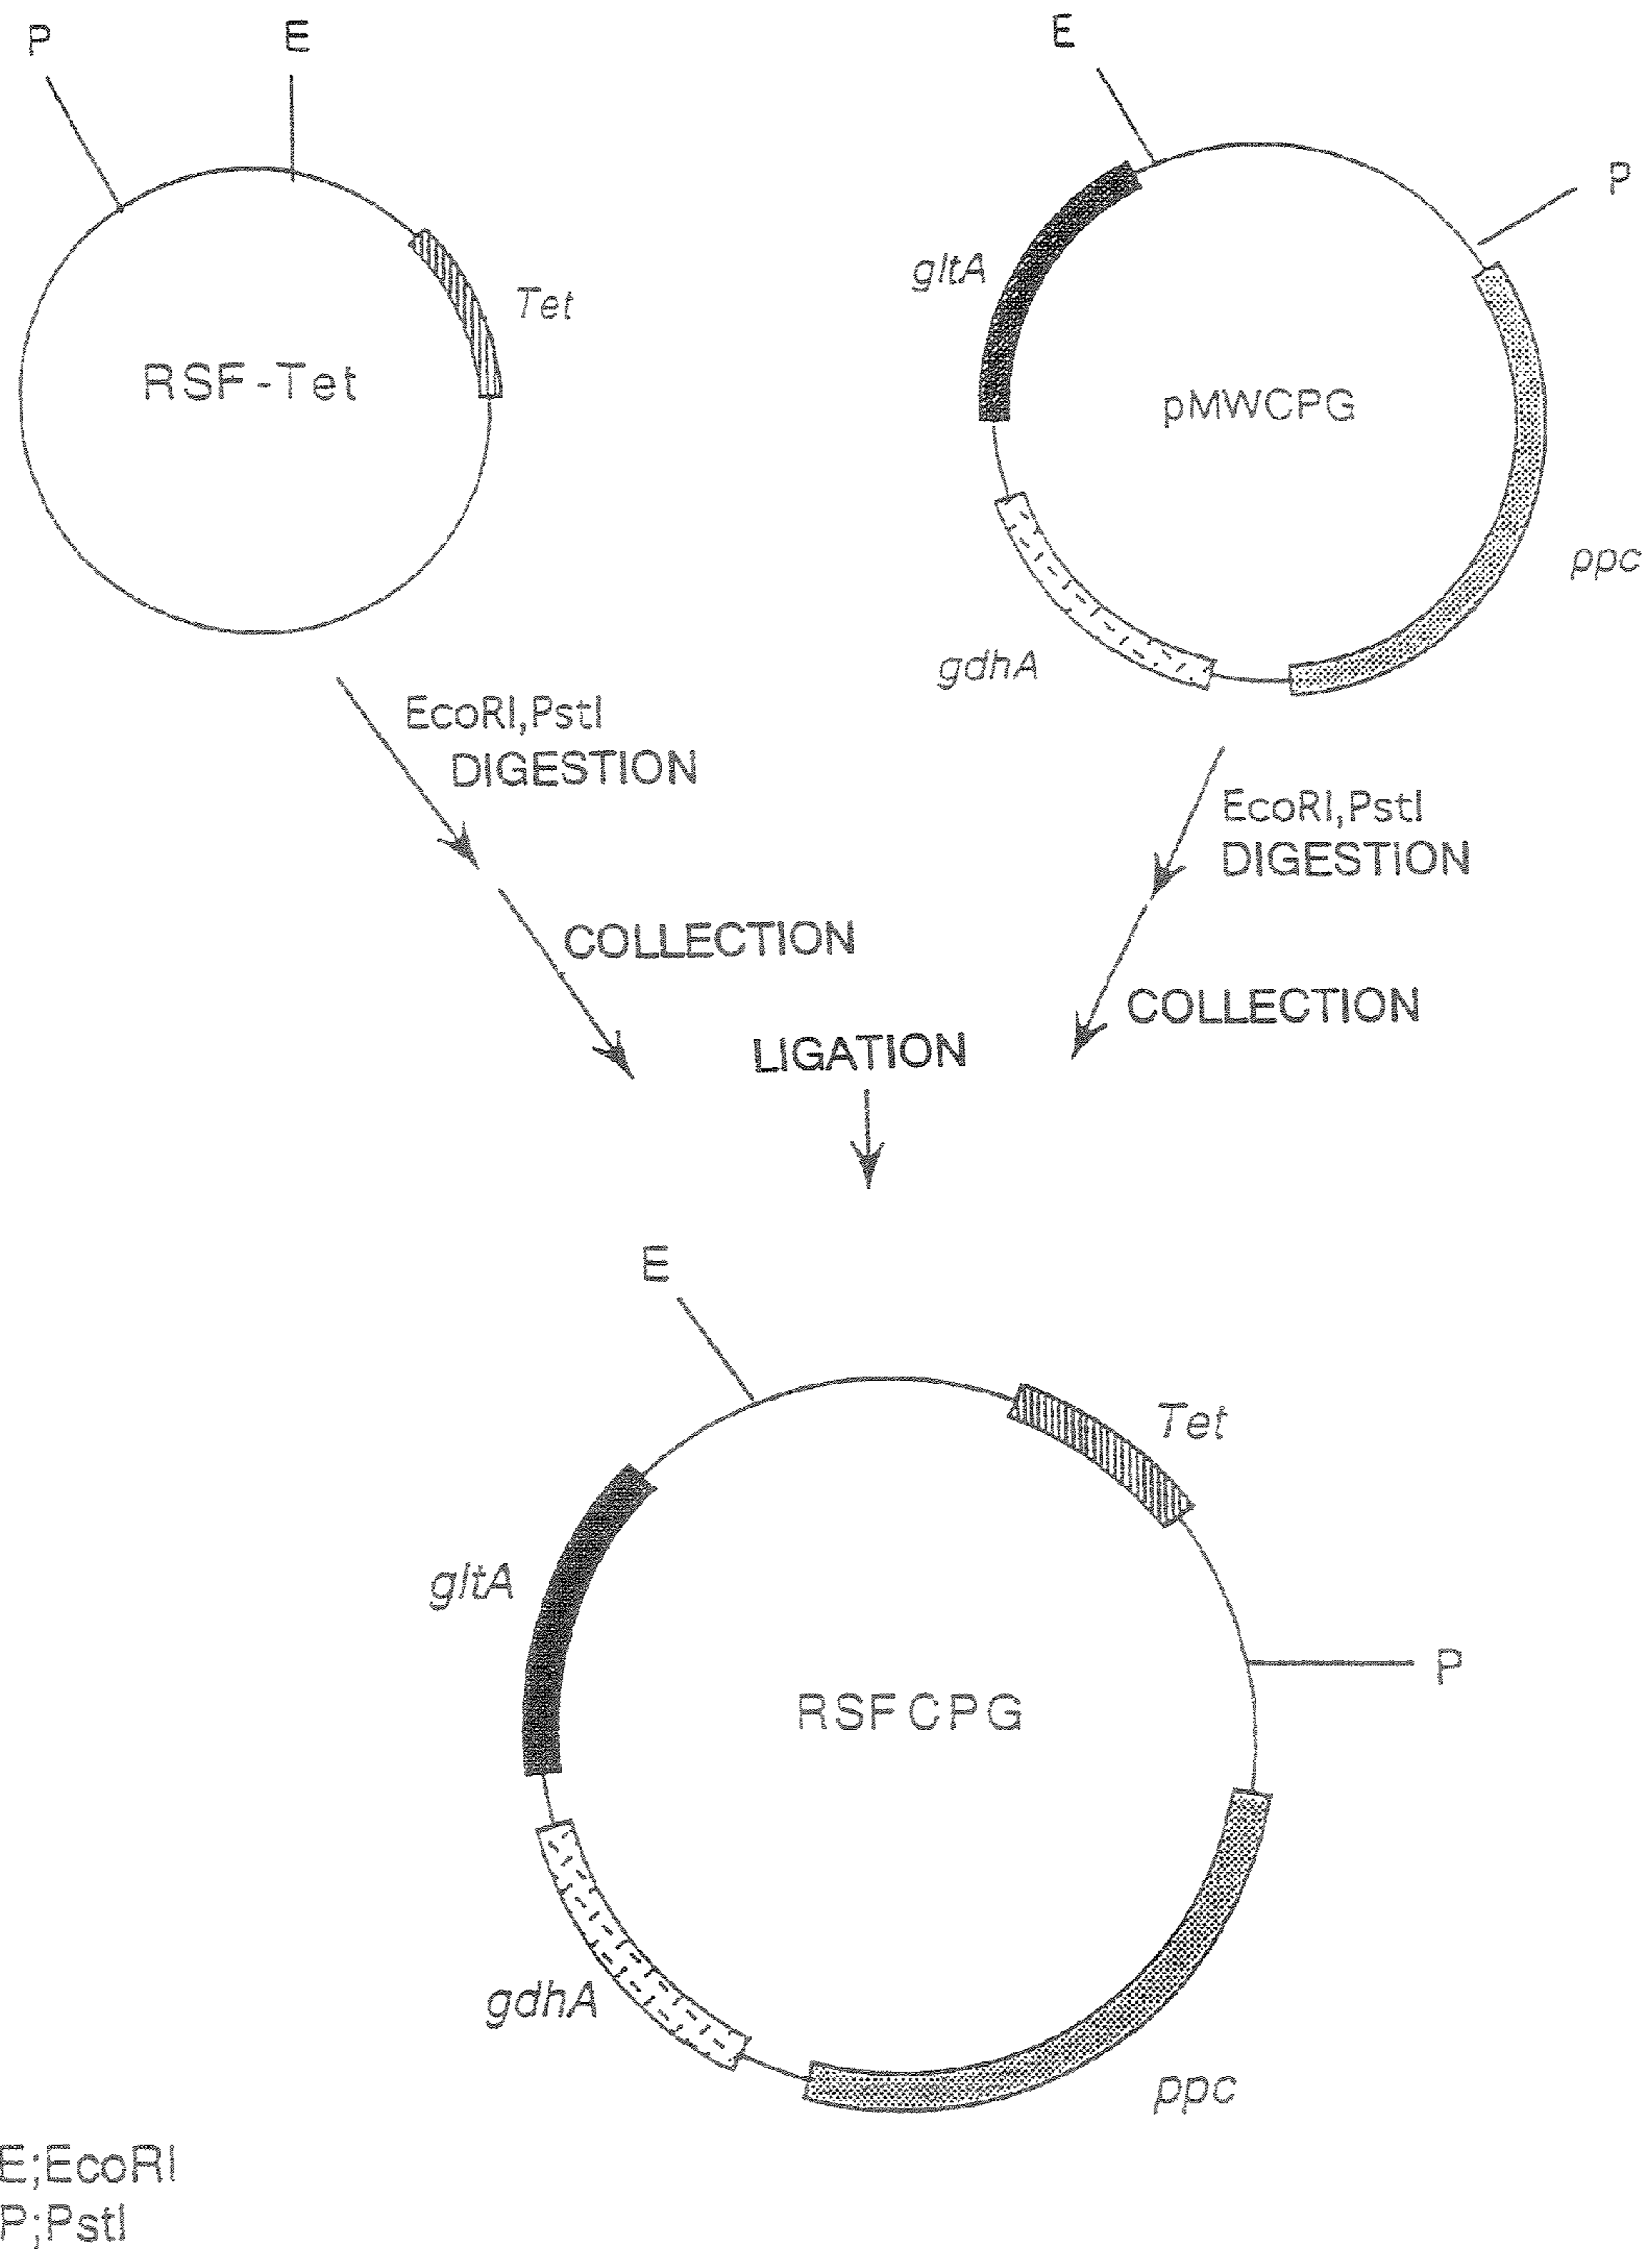 P
E
E
P
gltA
Tet
RSF-Tet
pMWCPG
ppc
gdhA
EcoRI,PstI
DIGESTION
EcoRI,PstI
DIGESTION
COLLECTION
COLLECTION
LIGATION
E
Tet
gltA
P
RSFCPG
gdhA
ppc
E;EcoRI
P;PstI